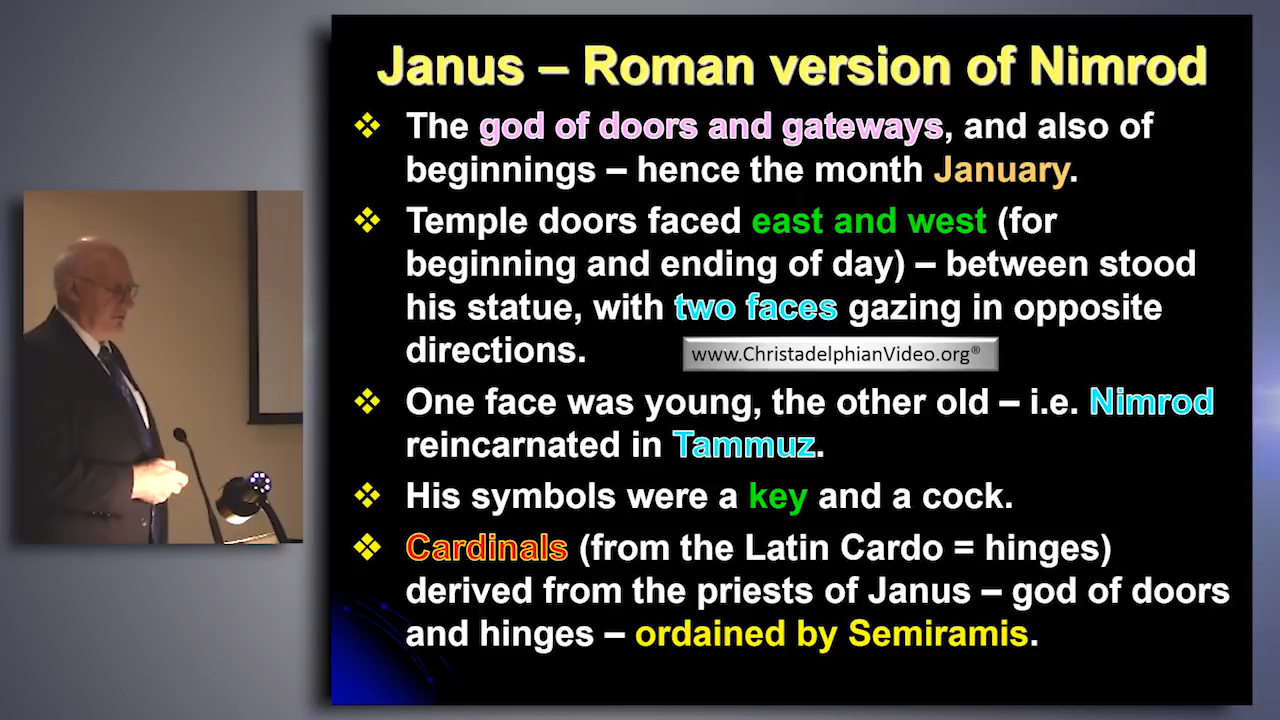 Janus – Roman version of Nimrod
❖ The god of doors and gateways, and also of
beginnings – hence the month January.
❖ Temple doors faced east and west (for
beginning and ending of day) – between stood
his statue, with two faces gazing in opposite
directions.
www.ChristadelphianVideo.org®
❖ One face was young, the other old – i.e. Nimrod
reincarnated in Tammuz.
❖ His symbols were a key and a cock.
❖ Cardinals (from the Latin Cardo = hinges)
derived from the priests of Janus – god of doors
and hinges – ordained by Semiramis.